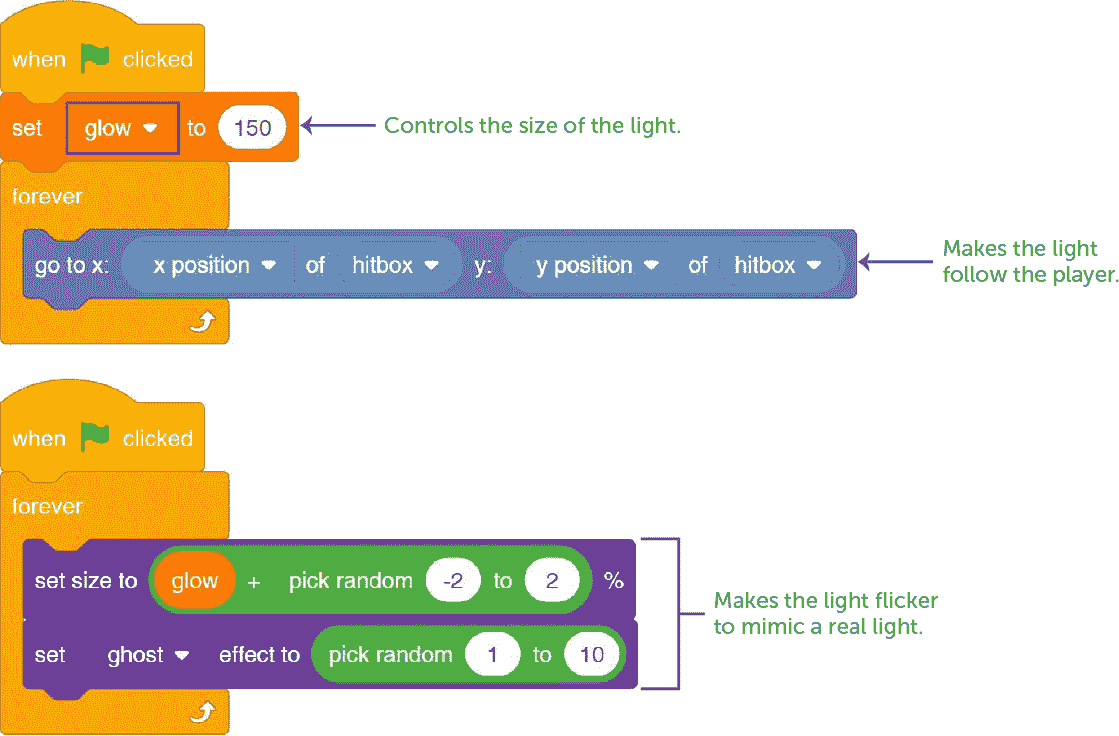 when clicked
set glow to 150
Controls the size of the light.
forever
go to x: x position of hitbox y: y position of hitbox
Makes the light
follow the player.
when clicked
forever
set size to glow + pick random -2 to 2 %
set ghost effect to pick random 1 to 10
Makes the light flicker
to mimic a real light.